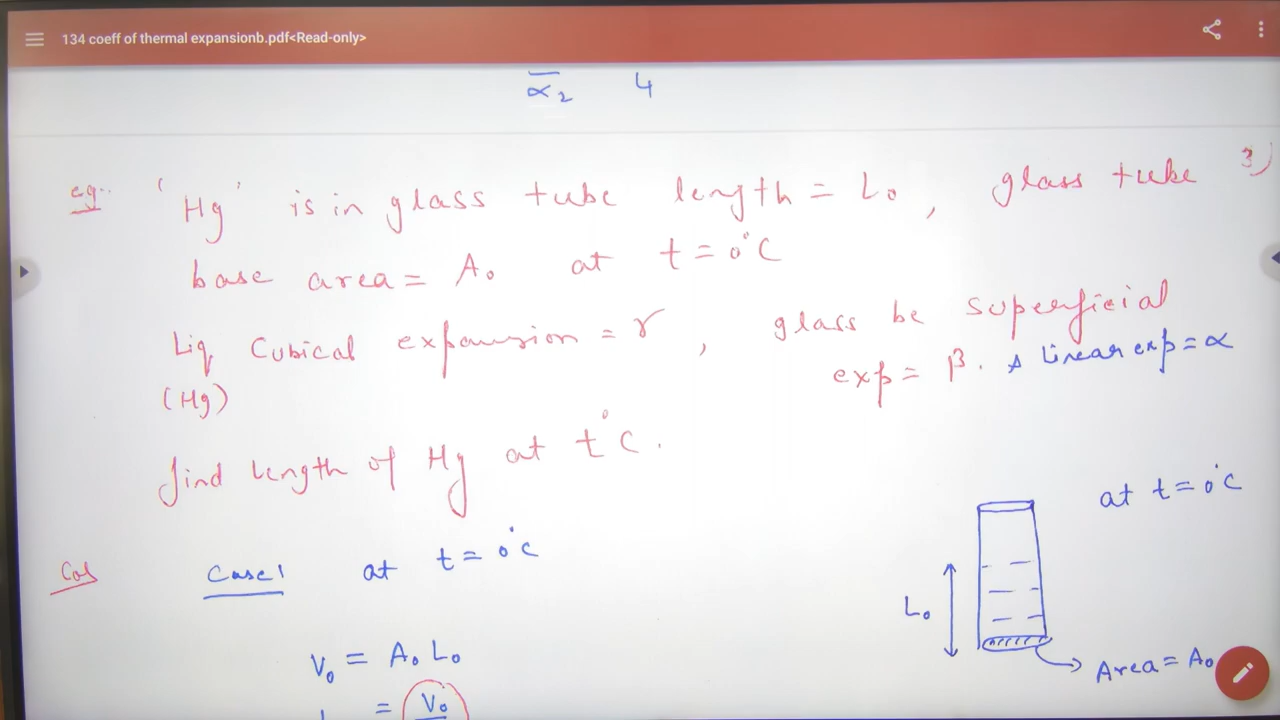 134 coeff of thermal expansionb.pdf<Read-only>
α₂ 4
eg:. 'Hg' is in glass tube length = L₀, glass tube 3)
base area = A₀ at t = 0°C
Liq Cubical expansion = γ, glass be superficial
(Hg) exp = β. & linear exp = α
find length of Hg at t°C.
at t = 0°C
Case 1 at t = 0°C
L₀
V₀ = A₀ L₀
Area = A₀
= V₀